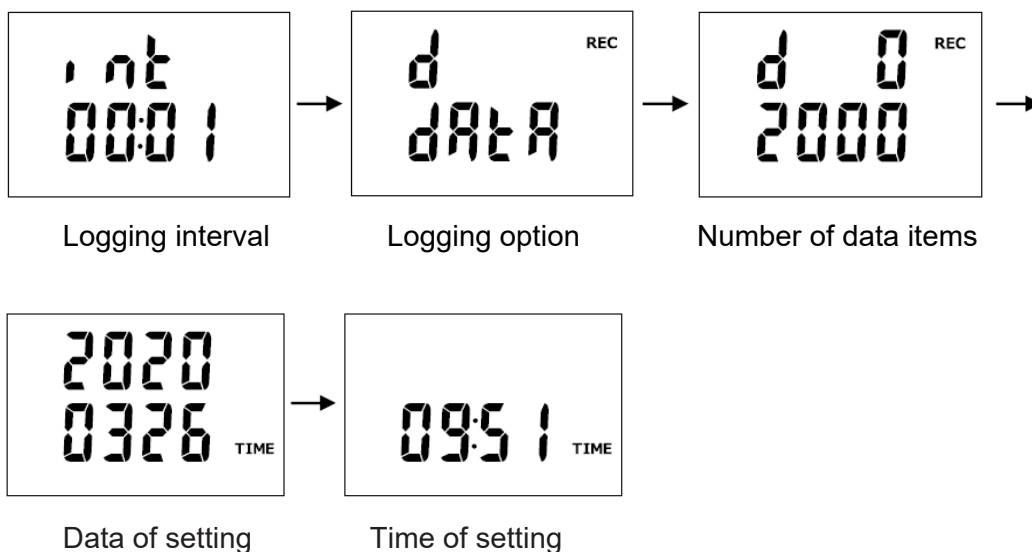 int
00:01
Logging interval
d REC
dAtA
Logging option
d 0 REC
2000
Number of data items
2020
0326 TIME
Data of setting
09:51 TIME
Time of setting